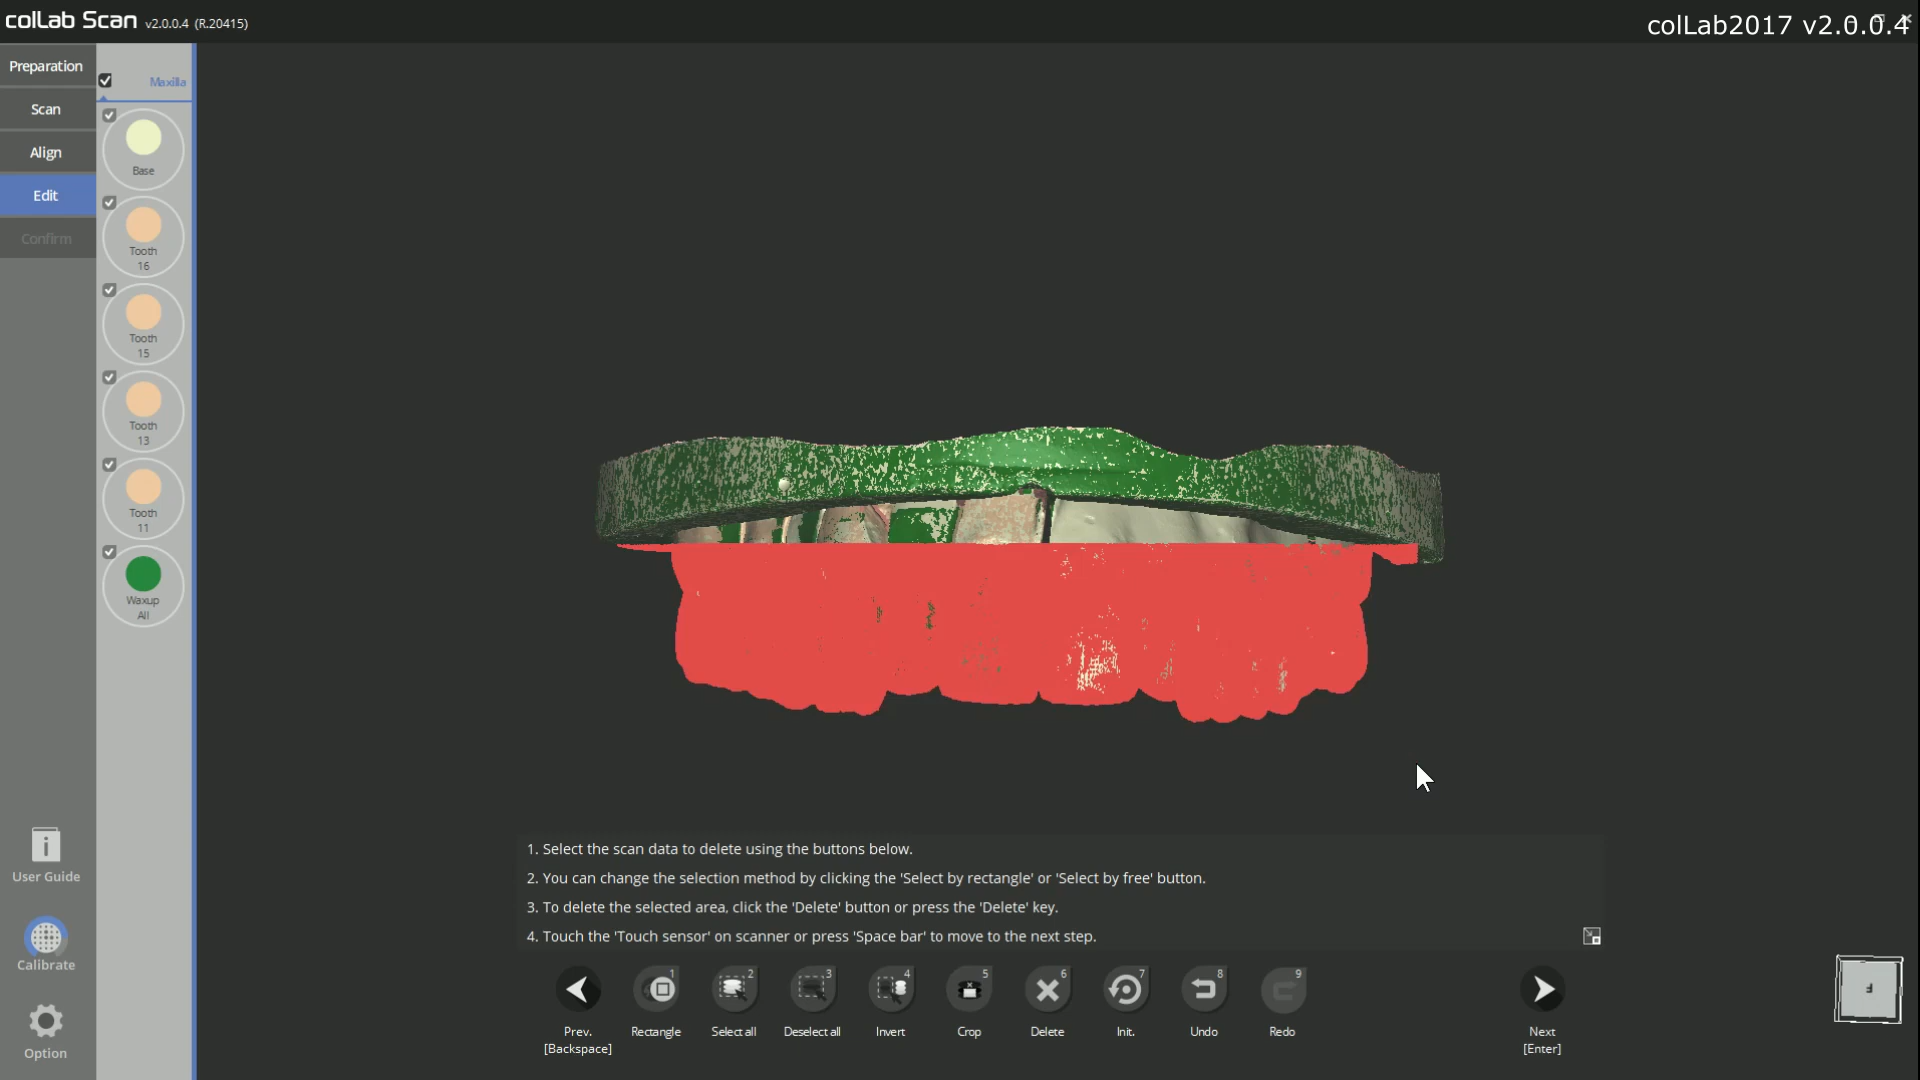 colLab Scan v2.0.0.4 (R.20415)
colLab2017 v2.0.0.4
Preparation
Scan
Align
Edit
Confirm
Maxilla
Base
Tooth
16
Tooth
15
Tooth
13
Tooth
11
Waxup
All
User Guide
Calibrate
Option
1. Select the scan data to delete using the buttons below.
2. You can change the selection method by clicking the 'Select by rectangle' or 'Select by free' button.
3. To delete the selected area, click the 'Delete' button or press the 'Delete' key.
4. Touch the 'Touch sensor' on scanner or press 'Space bar' to move to the next step.
1 2 3 4 5 6 7 8 9
Prev. Rectangle Select all Deselect all Invert Crop Delete Init. Undo Redo Next
[Backspace] [Enter]
F